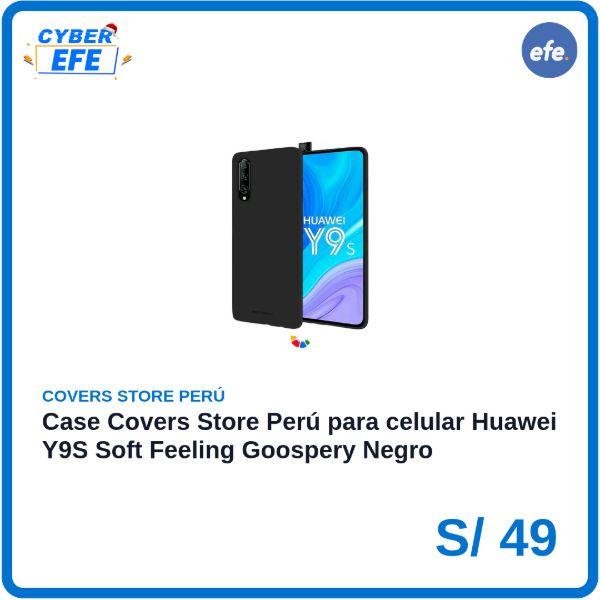 CYBER
EFE
efe.
HUAWEI
Y9s
COVERS STORE PERÚ
Case Covers Store Perú para celular Huawei
Y9S Soft Feeling Goospery Negro
S/ 49